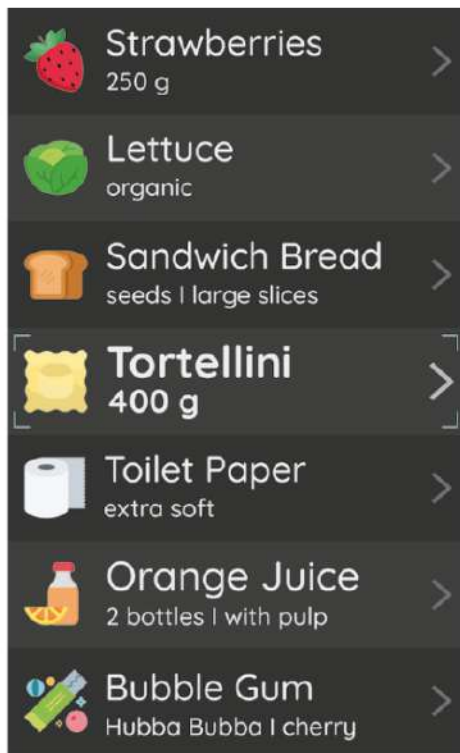 Strawberries
250 g
Lettuce
organic
Sandwich Bread
seeds | large slices
Tortellini
400 g
Toilet Paper
extra soft
Orange Juice
2 bottles | with pulp
Bubble Gum
Hubba Bubba | cherry